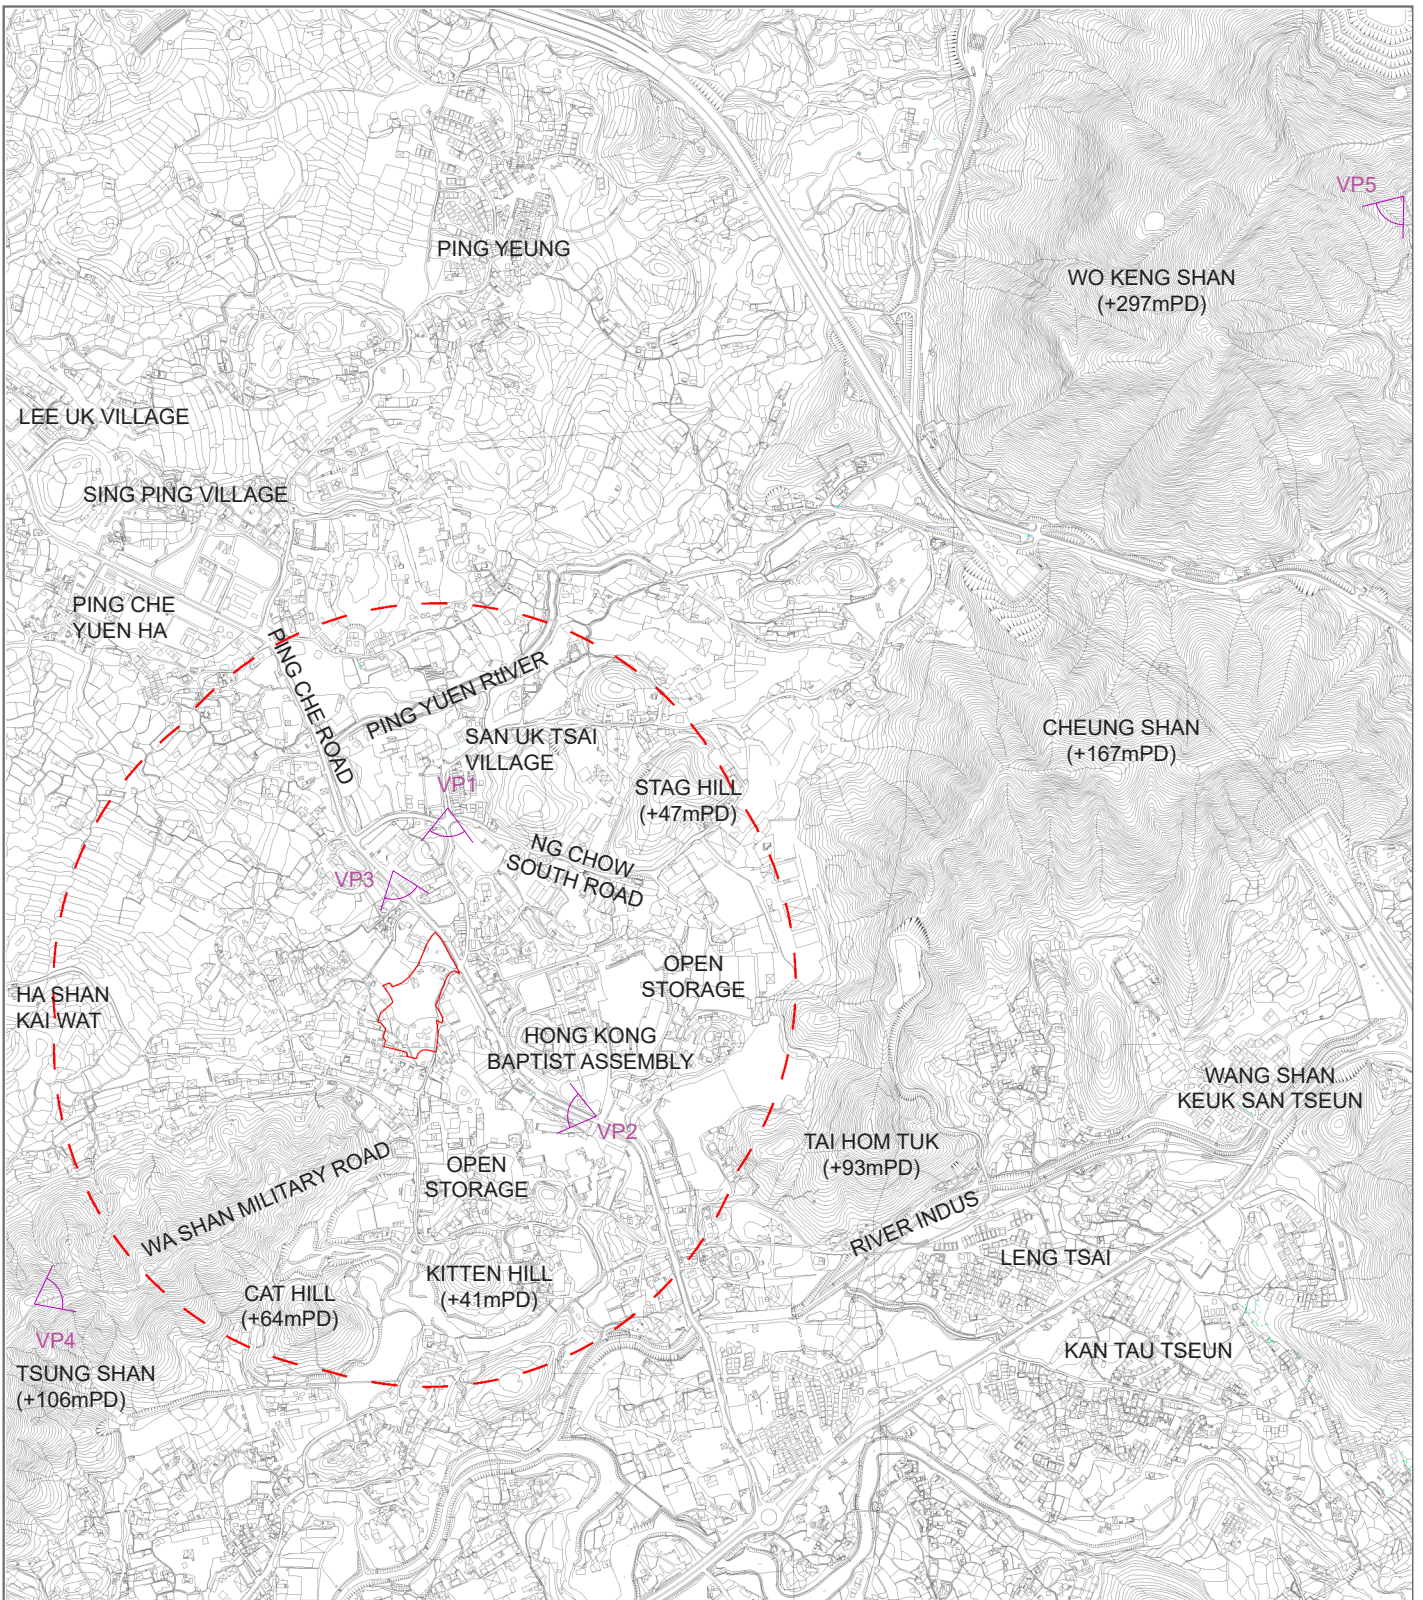 VP5
PING YEUNG
WO KENG SHAN
(+297mPD)
LEE UK VILLAGE
SING PING VILLAGE
PING CHE
YUEN HA
PING CHE ROAD
PING YUEN RIVER
SAN UK TSAI
VILLAGE
CHEUNG SHAN
(+167mPD)
VP1
STAG HILL
(+47mPD)
NG CHOW
SOUTH ROAD
VP3
OPEN
STORAGE
HA SHAN
KAI WAT
HONG KONG
BAPTIST ASSEMBLY
WANG SHAN
KEUK SAN TSEUN
VP2
TAI HOM TUK
(+93mPD)
OPEN
STORAGE
WA SHAN MILITARY ROAD
RIVER INDUS
LENG TSAI
KITTEN HILL
(+41mPD)
CAT HILL
(+64mPD)
VP4
KAN TAU TSEUN
TSUNG SHAN
(+106mPD)